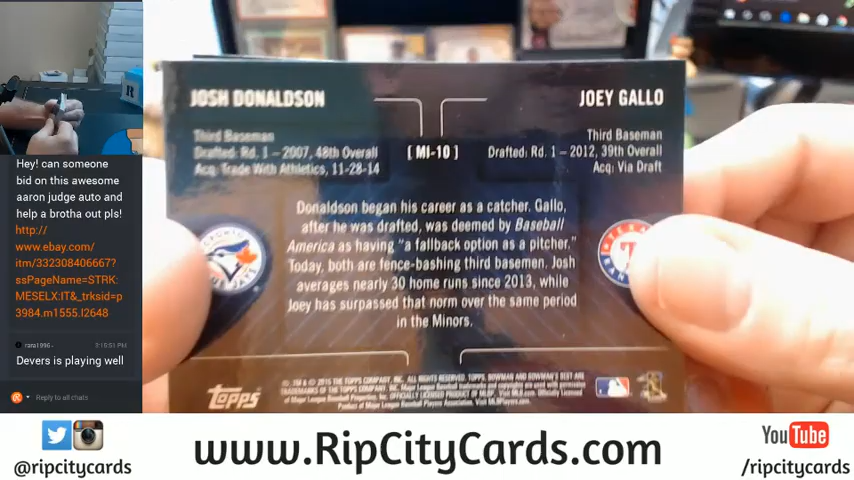 Hey! can someone
bid on this awesome
aaron judge auto and
help a brotha out pls!
http://
www.ebay.com/
itm/332308406667?
ssPageName=STRK:
MESELX:IT&_trksid=p
3984.m1555.l2648
rara1996 - 3:15:51 PM
Devers is playing well
Reply to all chats
JOSH DONALDSON
Third Baseman
Drafted: Rd. 1 – 2007, 48th Overall
Acq: Trade With Athletics, 11-28-14
[ MI-10 ]
JOEY GALLO
Third Baseman
Drafted: Rd. 1 – 2012, 39th Overall
Acq: Via Draft
Donaldson began his career as a catcher. Gallo,
after he was drafted, was deemed by Baseball
America as having "a fallback option as a pitcher."
Today, both are fence-bashing third basemen. Josh
averages nearly 30 home runs since 2013, while
Joey has surpassed that norm over the same period
in the Minors.
Topps
@ripcitycards
www.RipCityCards.com
YouTube
/ripcitycards